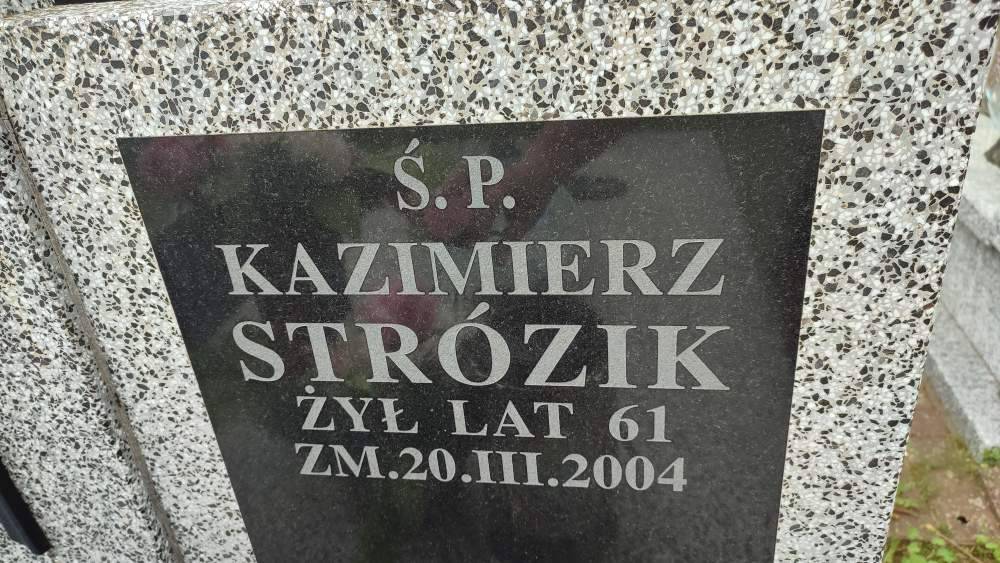 Ś. P.
KAZIMIERZ
STRÓZIK
ŻYŁ LAT 61
ZM.20.III.2004